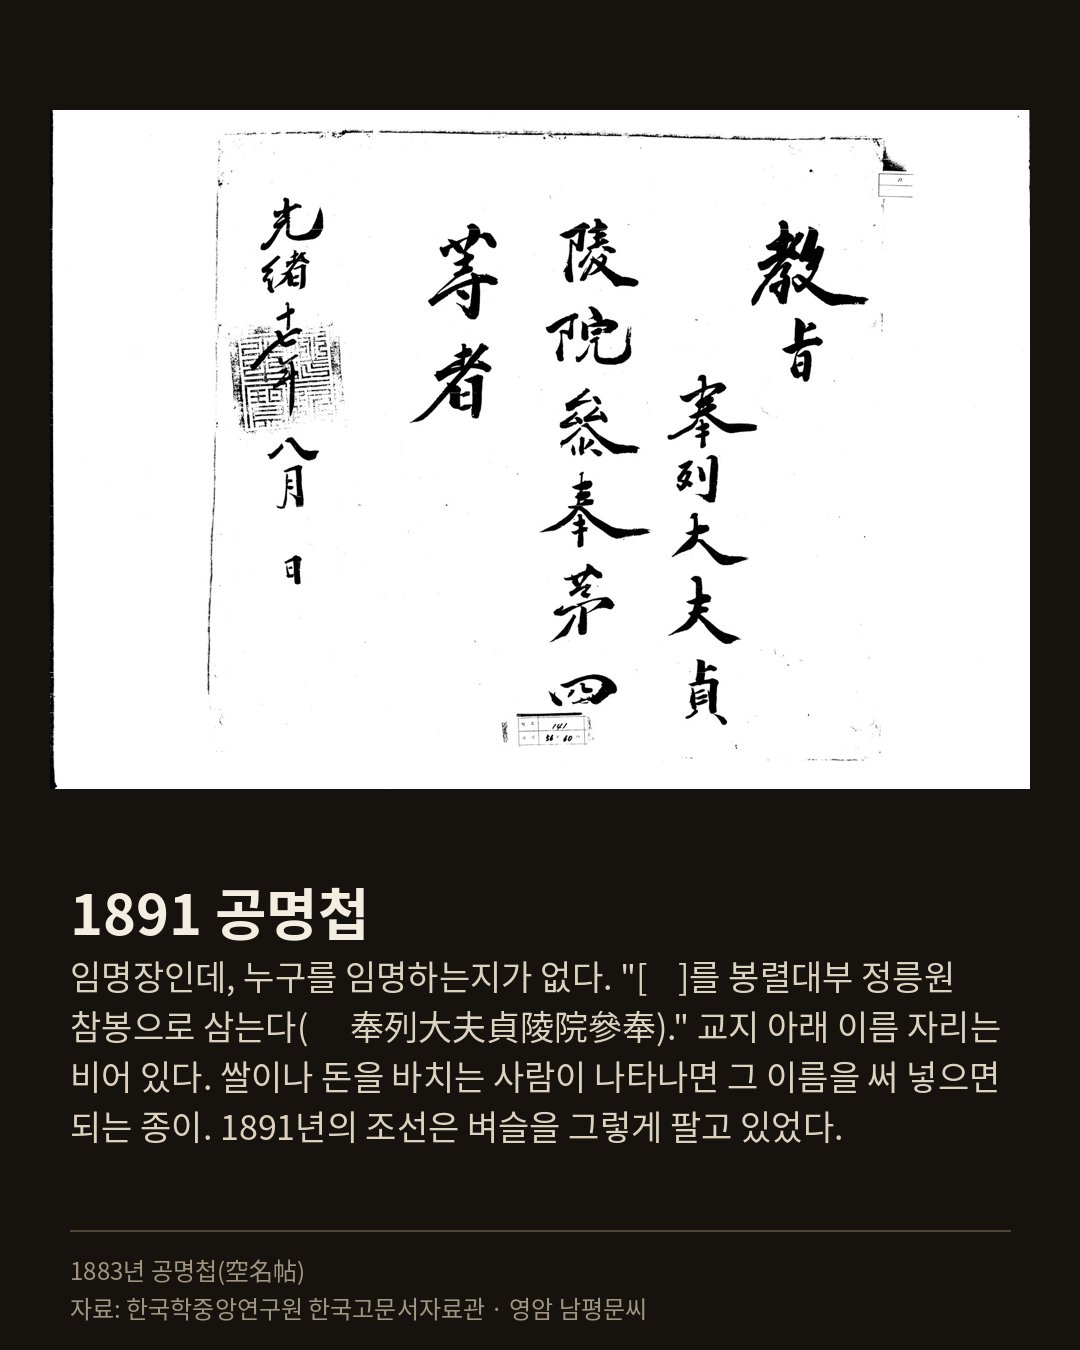 教旨
奉列大夫貞
陵院叅奉苐四
䓁者
光緒十七年八月 日
141
56 60
1891 공명첩
임명장인데, 누구를 임명하는지가 없다. "[ ]를 봉렬대부 정릉원
참봉으로 삼는다( 奉列大夫貞陵院參奉)." 교지 아래 이름 자리는
비어 있다. 쌀이나 돈을 바치는 사람이 나타나면 그 이름을 써 넣으면
되는 종이. 1891년의 조선은 벼슬을 그렇게 팔고 있었다.
1883년 공명첩(空名帖)
자료: 한국학중앙연구원 한국고문서자료관 · 영암 남평문씨